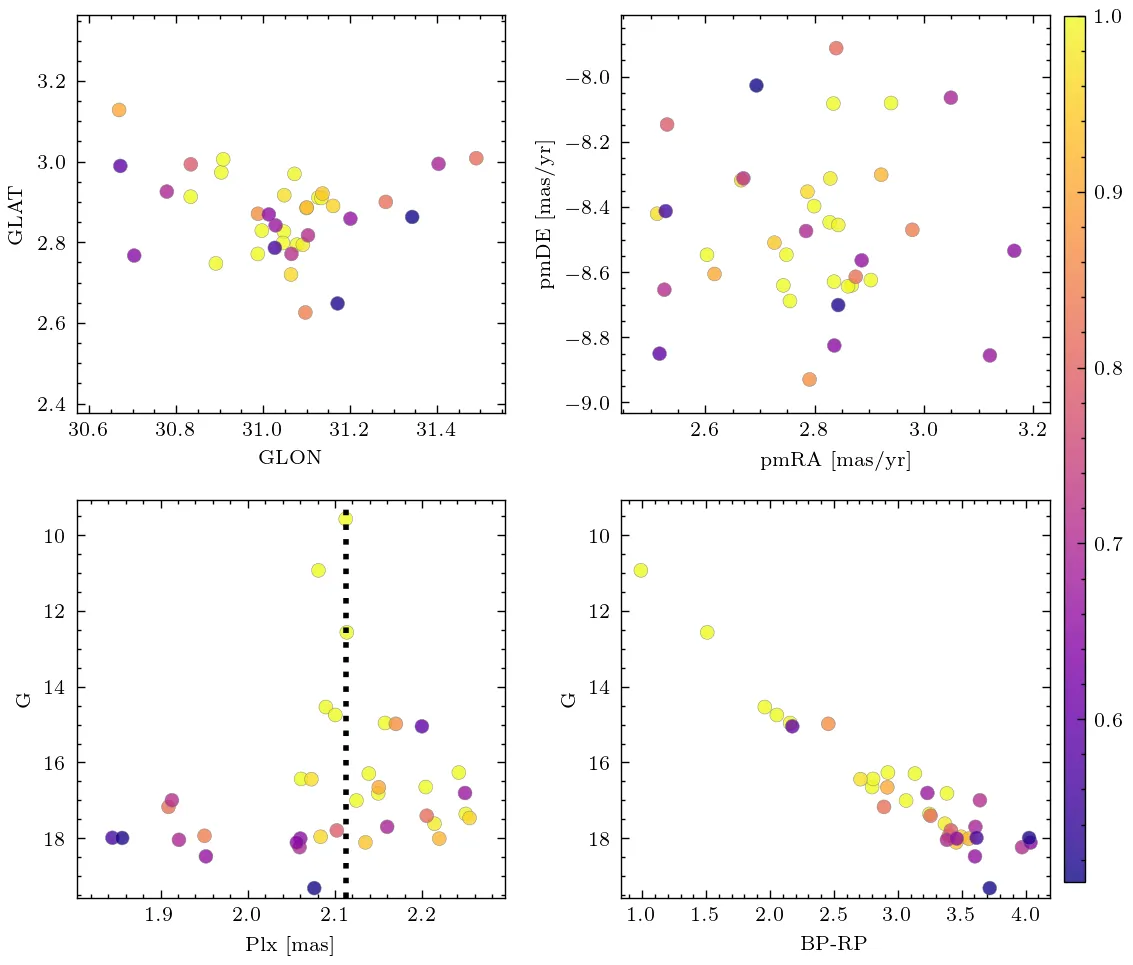 3.2
3.0
2.8
2.6
2.4
GLAT
30.6 30.8 31.0 31.2 31.4
GLON
−8.0
−8.2
−8.4
−8.6
−8.8
−9.0
pmDE [mas/yr]
2.6 2.8 3.0 3.2
pmRA [mas/yr]
1.0
0.9
0.8
0.7
0.6
10
12
14
16
18
G
1.9 2.0 2.1 2.2
Plx [mas]
10
12
14
16
18
G
1.0 1.5 2.0 2.5 3.0 3.5 4.0
BP-RP